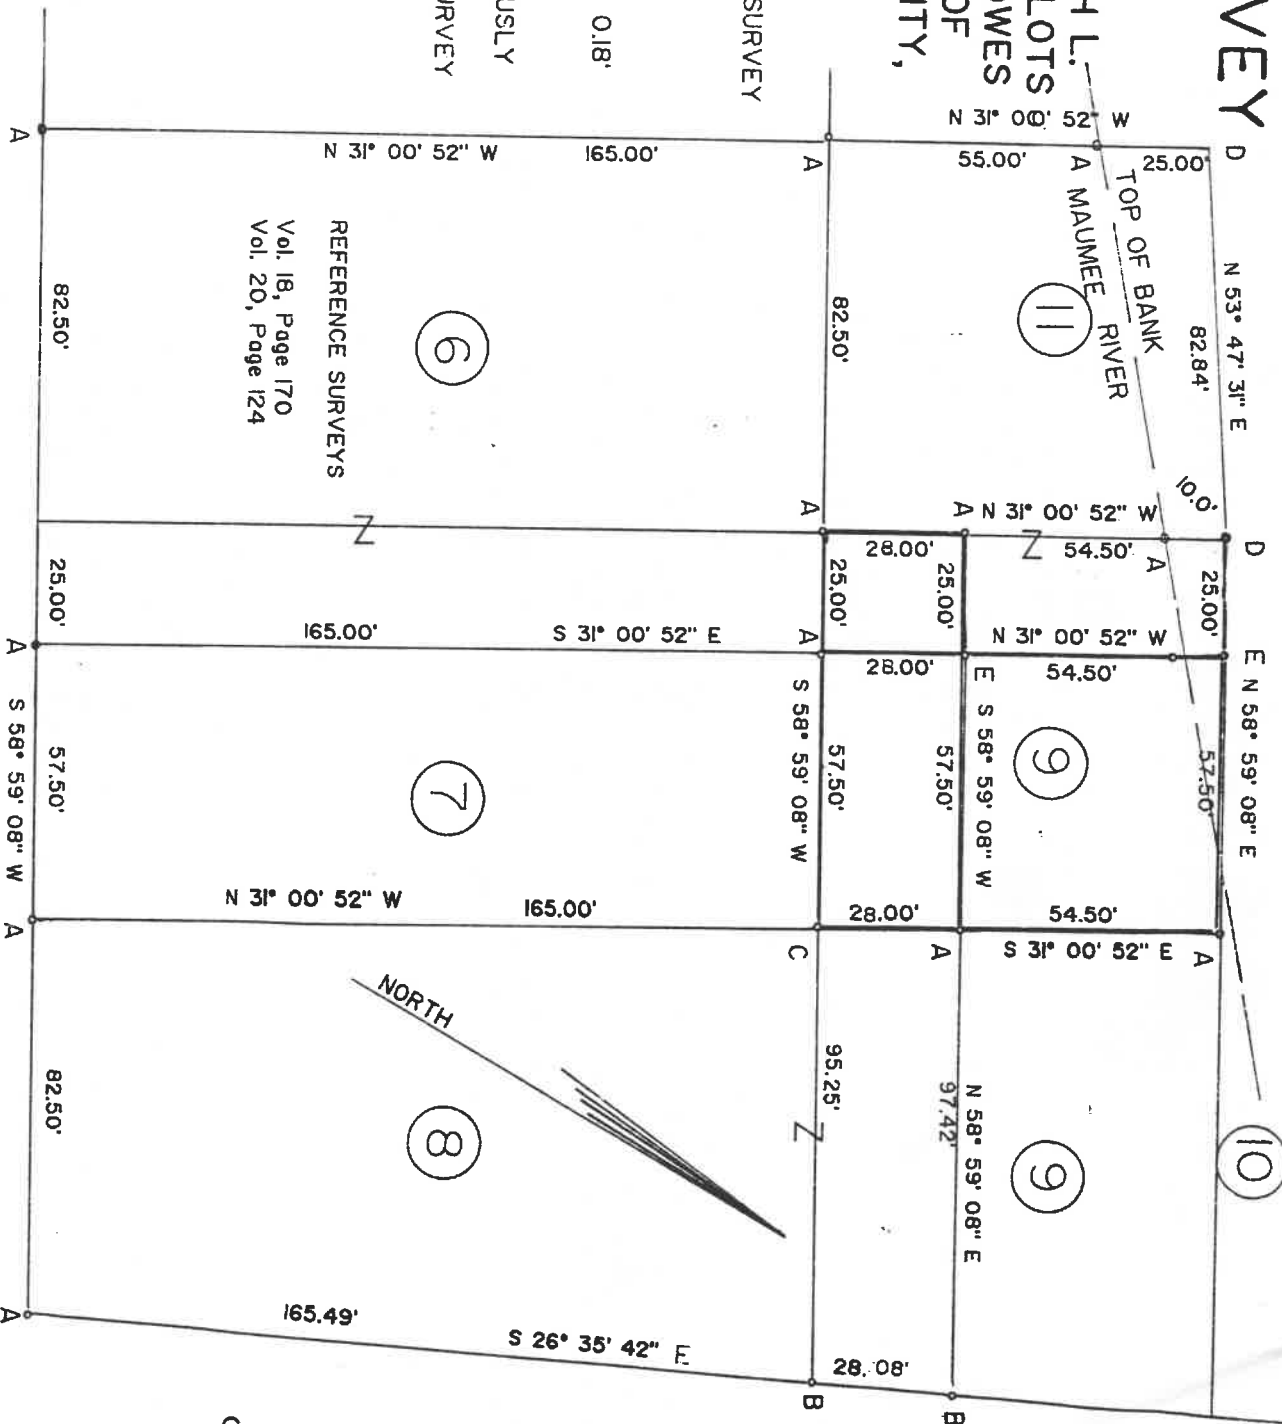 VEY
H L.
LOTS
OWES
OF
ITY,
SURVEY
0.18'
USLY
URVEY
D
N 53° 47' 31" E
82.84'
D
N 58° 59' 08" E
E
25.00'
57.50'
A
10
N 31° 00' 52" W
55.00'
A
25.00'
TOP OF BANK
MAUMEE RIVER
11
10.0'
N 31° 00' 52" W
Z
54.50'
A
N 31° 00' 52" W
54.50'
9
54.50'
S 31° 00' 52" E
9
A
25.00'
E
S 58° 59' 08" W
57.50'
A
N 58° 59' 08" E
97.42'
B
28.00'
28.00'
28.00'
28.08'
A
82.50'
A
25.00'
A
57.50'
S 58° 59' 08" W
C
95.25'
Z
B
N 31° 00' 52" W
165.00'
6
REFERENCE SURVEYS
Vol. 18, Page 170
Vol. 20, Page 124
Z
165.00'
S 31° 00' 52" E
7
N 31° 00' 52" W
165.00'
NORTH
8
165.49'
S 26° 35' 42" E
A
82.50'
25.00'
A
57.50'
S 58° 59' 08" W
A
82.50'
A